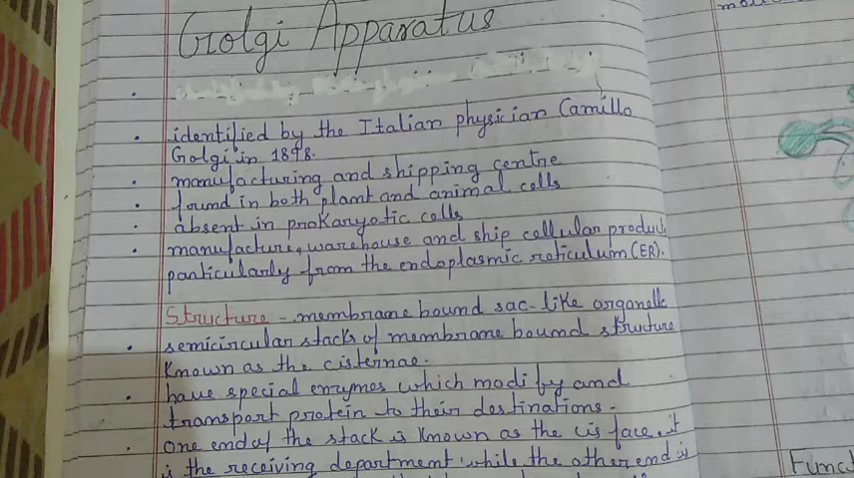 Golgi Apparatus
identified by the Italian physician Camillo
Golgi in 1898.
manufacturing and shipping centre
found in both plant and animal cells
absent in prokaryotic cells
manufacture, warehouse and ship cellular product
particularly from the endoplasmic reticulum (ER).
Structure - membrane bound sac-like organelle
semicircular stacks of membrane bound structure
known as the cisternae.
have special enzymes which modify and
transport protein to their destinations.
One end of the stack is known as the cis face, it
is the receiving department while the other end is